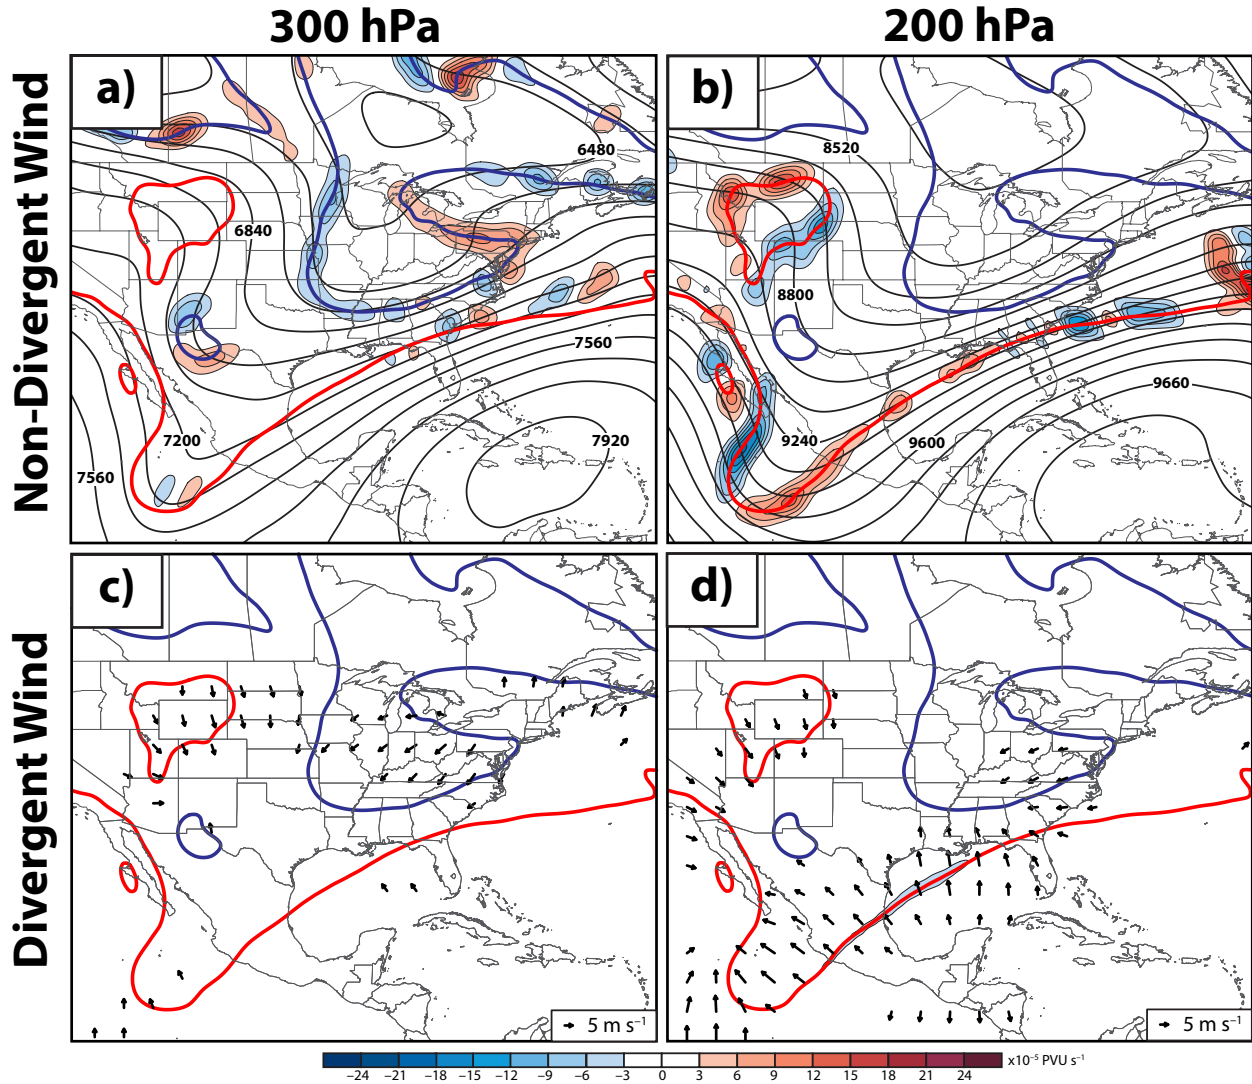 300 hPa
200 hPa
Non-Divergent Wind
a)
6480
6840
7560
7200
7920
7560
b)
8520
8800
9660
9240
9600
Divergent Wind
c)
5 m s⁻¹
d)
5 m s⁻¹
−24 −21 −18 −15 −12 −9 −6 −3 0 3 6 9 12 15 18 21 24
x10⁻⁵ PVU s⁻¹